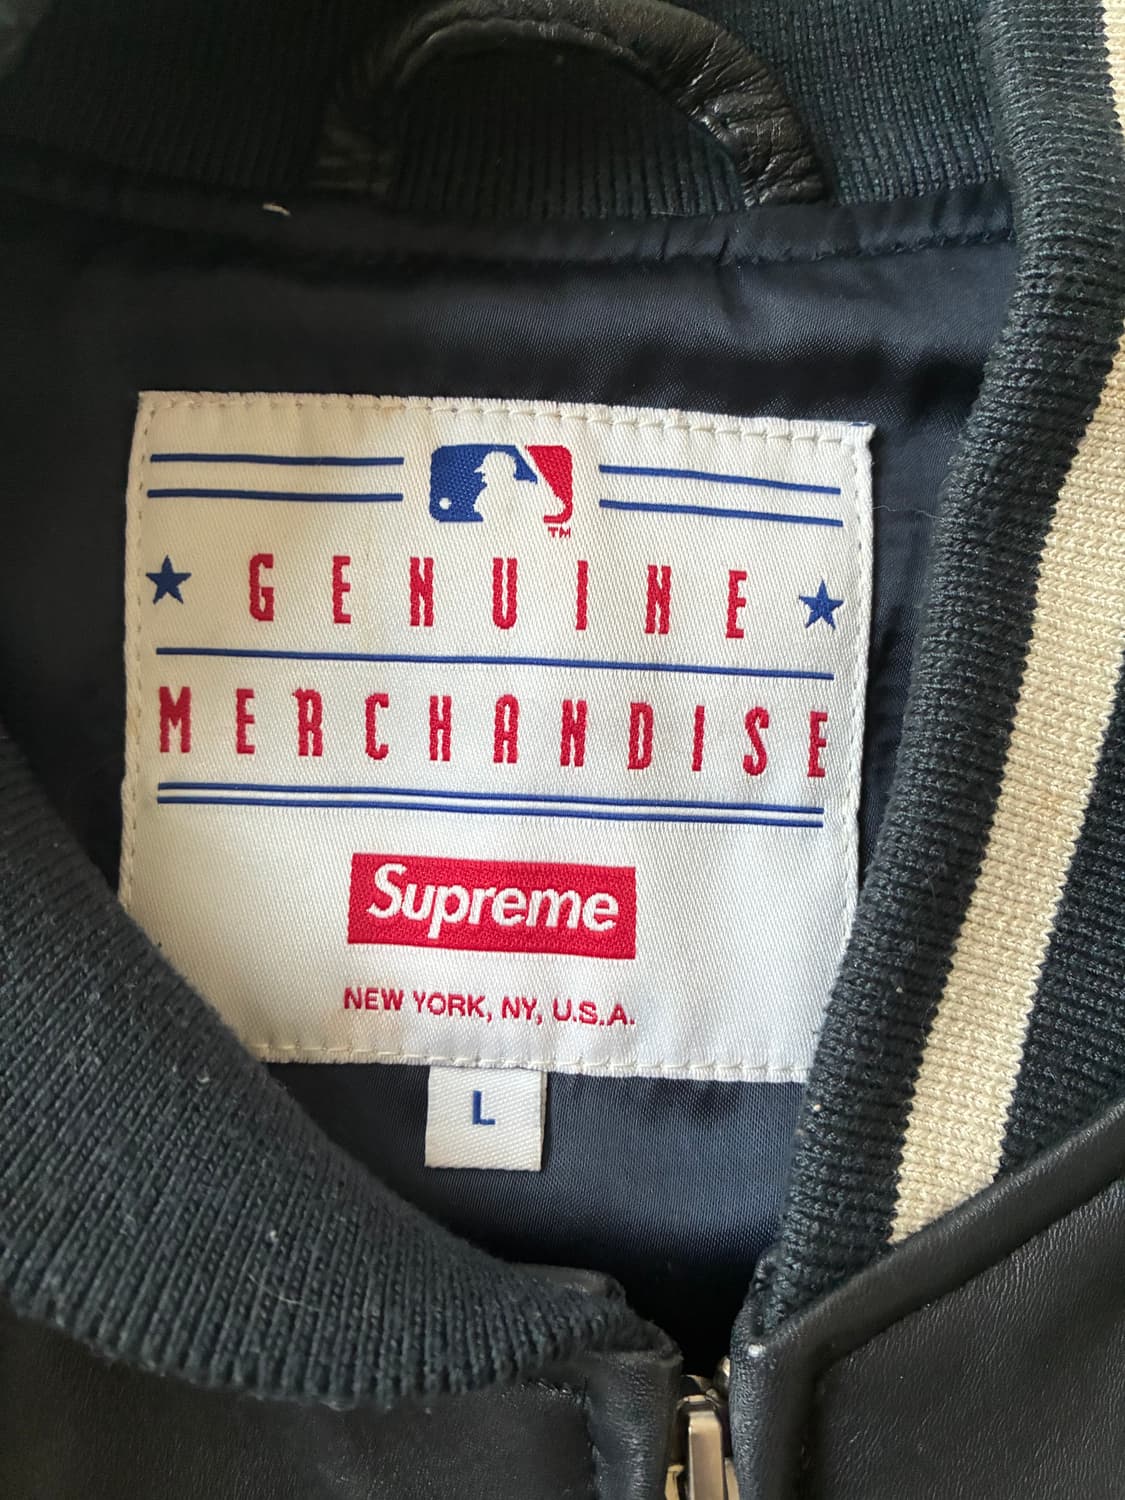 TM
GENUINE
MERCHANDISE
Supreme
NEW YORK, NY, U.S.A.
L